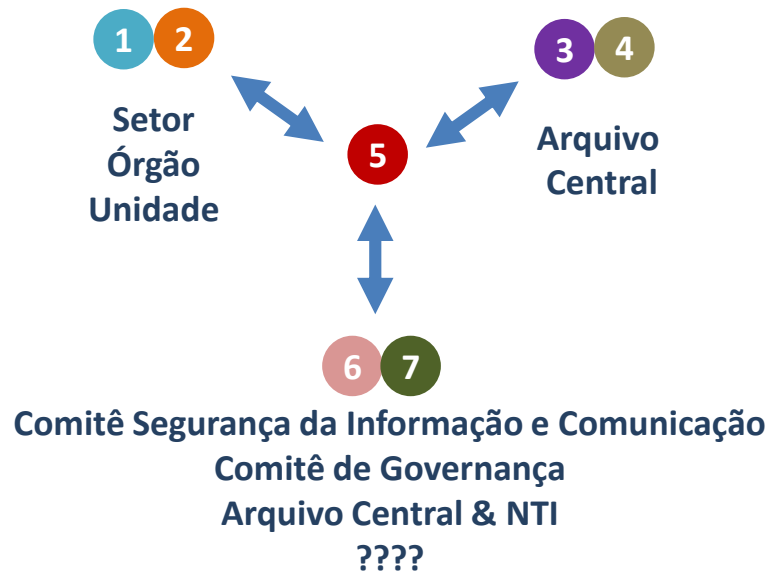 1 2
3 4
Setor
Órgão
Unidade
5
Arquivo
Central
6 7
Comitê Segurança da Informação e Comunicação
Comitê de Governança
Arquivo Central & NTI
????